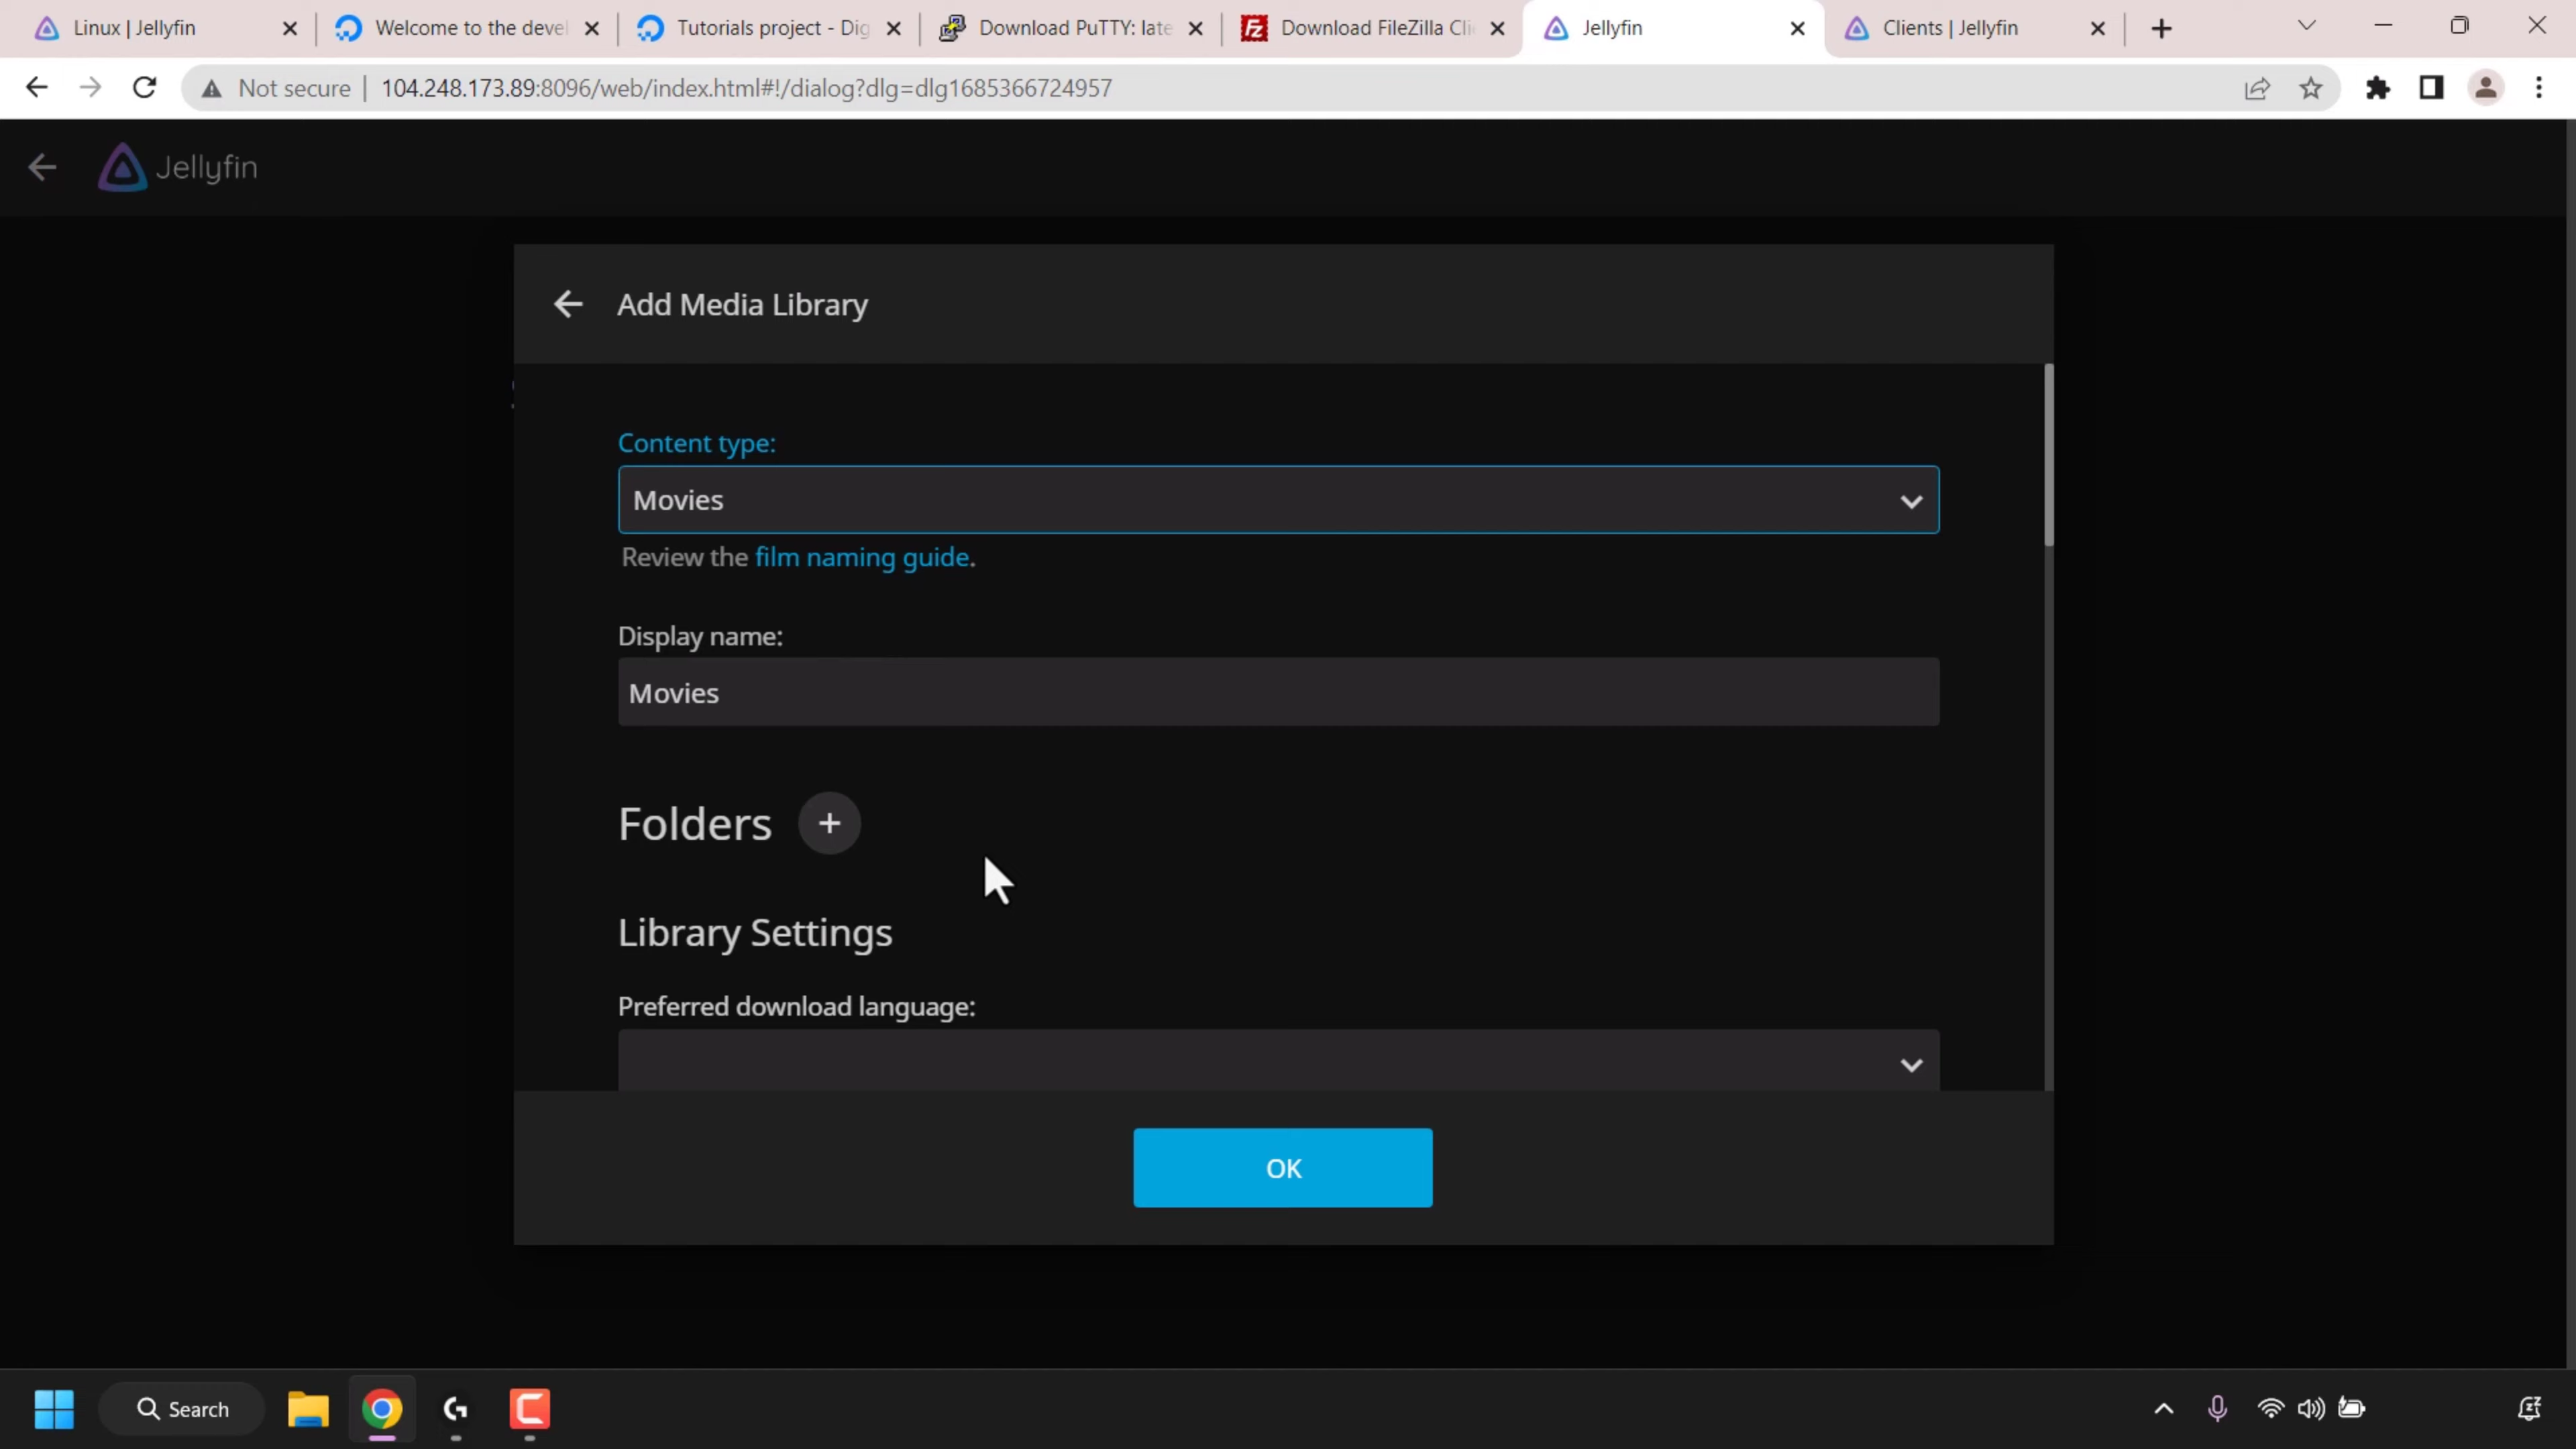 Linux | Jellyfin
Welcome to the devel
Tutorials project - Dig
Download PuTTY: late
Download FileZilla Cli
Jellyfin
Clients | Jellyfin
Not secure | 104.248.173.89:8096/web/index.html#!/dialog?dlg=dlg1685366724957
Jellyfin
Add Media Library
Content type:
Movies
Review the film naming guide.
Display name:
Movies
Folders +
Library Settings
Preferred download language:
OK
Search